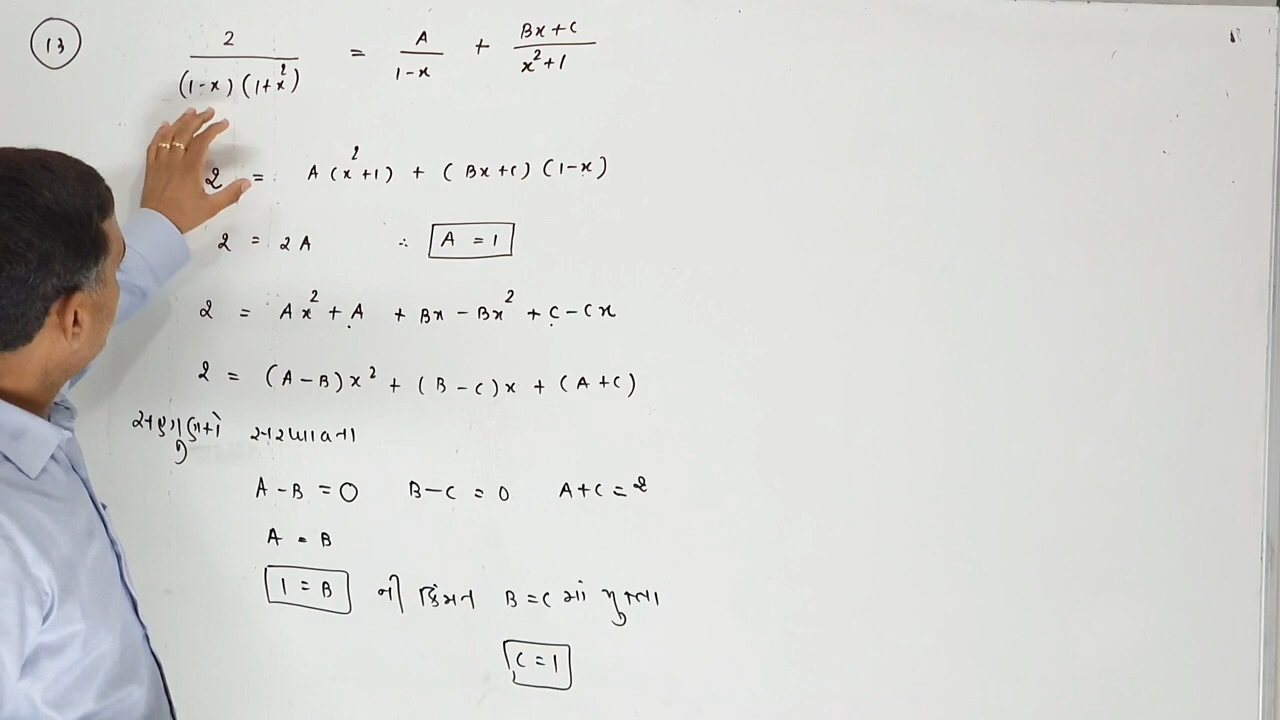 13
2/((1-x)(1+x²)) = A/(1-x) + (Bx+C)/(x²+1)
2 = A(x²+1) + (Bx+C)(1-x)
2 = 2A ∴ A = 1
2 = Ax² + A + Bx - Bx² + C - Cx
2 = (A-B)x² + (B-C)x + (A+C)
સહગુણકો સરખાવતા
A-B = 0 B-C = 0 A+C = 2
A = B
1 = B ની કિંમત B = C માં મુકતા
C = 1